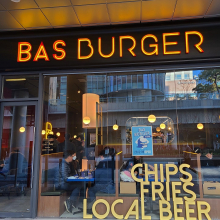 BAS BURGER
CHIPS
FRIES
LOCAL BEER